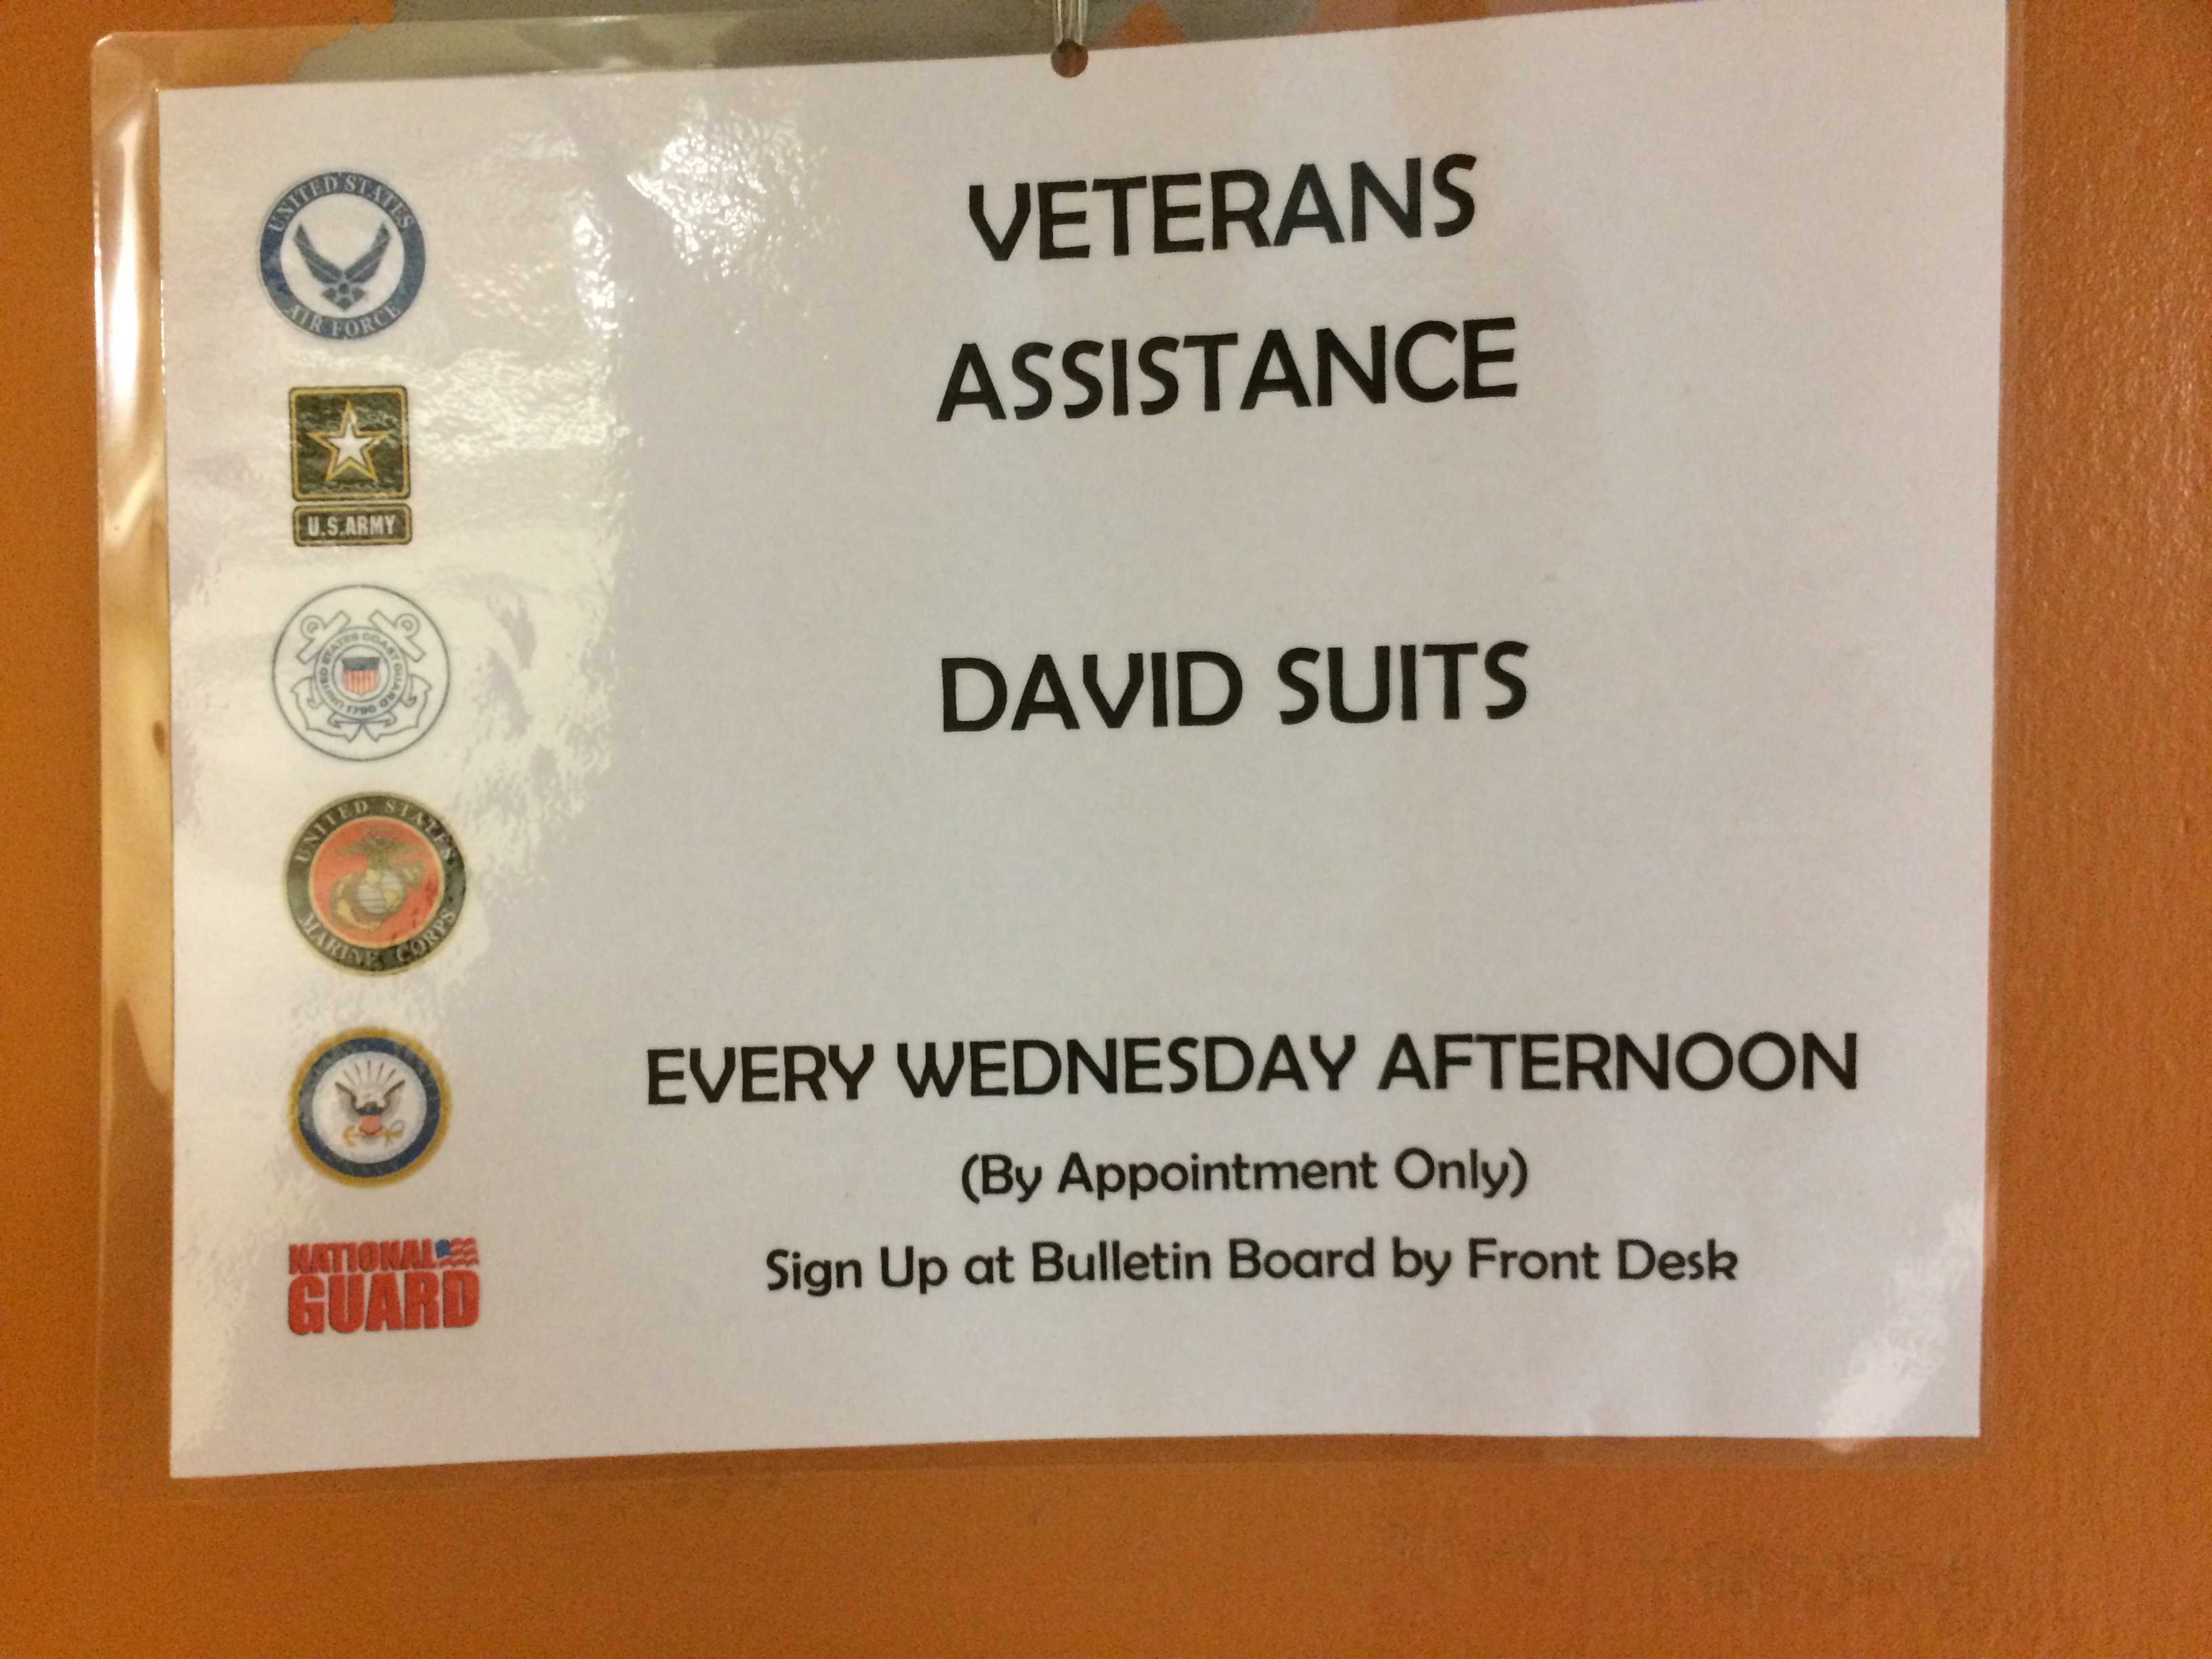 UNITED STATES
AIR FORCE
U.S.ARMY
UNITED STATES COAST GUARD
1790
UNITED STATES
MARINE CORPS
NATIONAL
GUARD
VETERANS
ASSISTANCE
DAVID SUITS
EVERY WEDNESDAY AFTERNOON
(By Appointment Only)
Sign Up at Bulletin Board by Front Desk